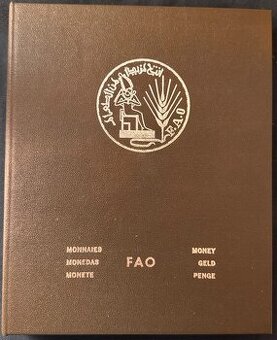 F.A.O
MONNAIES MONEY
MONEDAS FAO GELD
MONETE PENGE